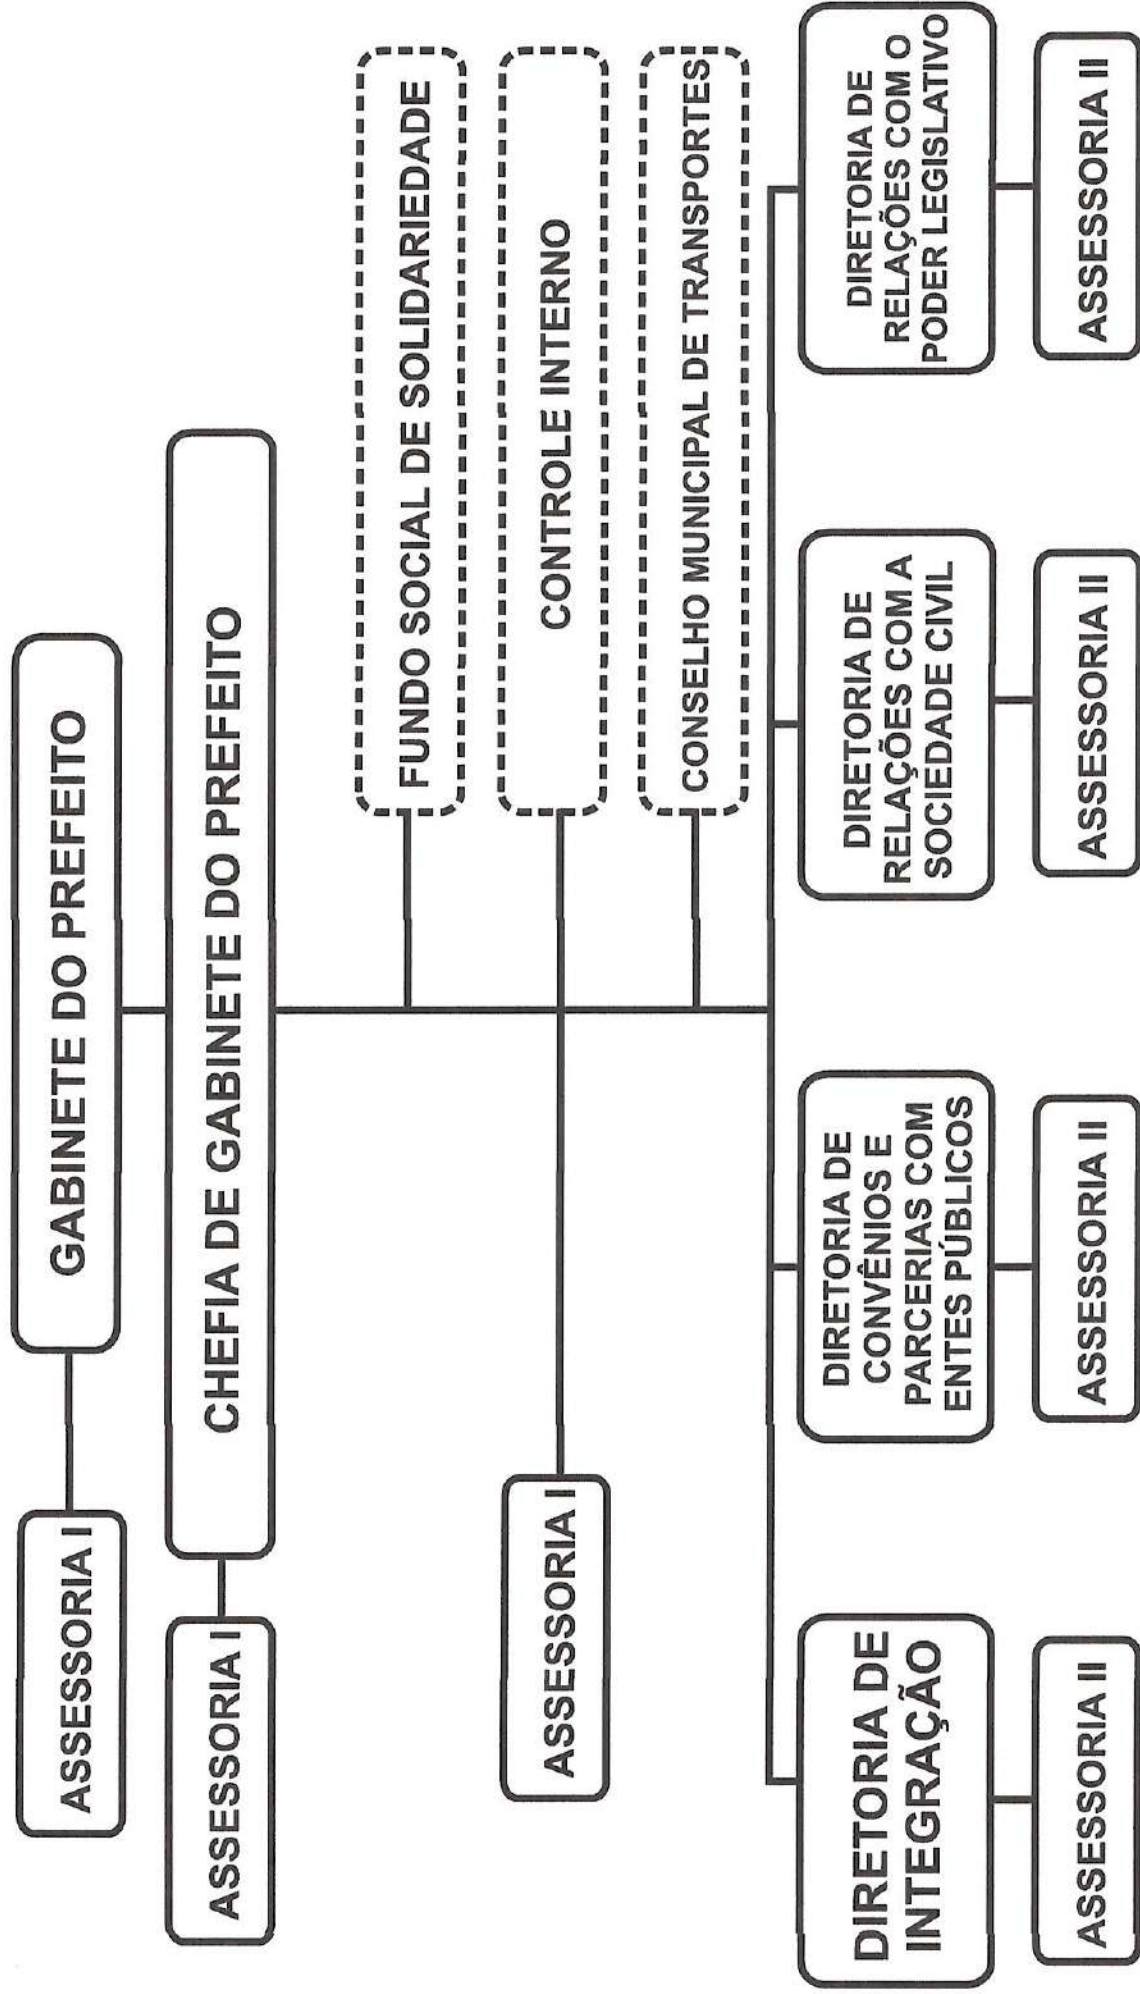 GABINETE DO PREFEITO
ASSESSORIA I
CHEFIA DE GABINETE DO PREFEITO
ASSESSORIA I
FUNDO SOCIAL DE SOLIDARIEDADE
CONTROLE INTERNO
ASSESSORIA I
CONSELHO MUNICIPAL DE TRANSPORTES
DIRETORIA DE
INTEGRAÇÃO
DIRETORIA DE
CONVÊNIOS E
PARCERIAS COM
ENTES PÚBLICOS
DIRETORIA DE
RELAÇÕES COM A
SOCIEDADE CIVIL
DIRETORIA DE
RELAÇÕES COM O
PODER LEGISLATIVO
ASSESSORIA II
ASSESSORIA II
ASSESSORIA II
ASSESSORIA II